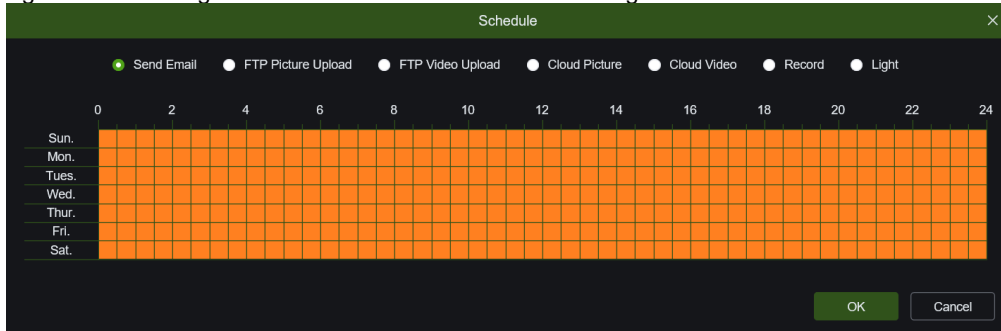 Schedule
Send Email FTP Picture Upload FTP Video Upload Cloud Picture Cloud Video Record Light
0 2 4 6 8 10 12 14 16 18 20 22 24
Sun.
Mon.
Tues.
Wed.
Thur.
Fri.
Sat.
OK Cancel